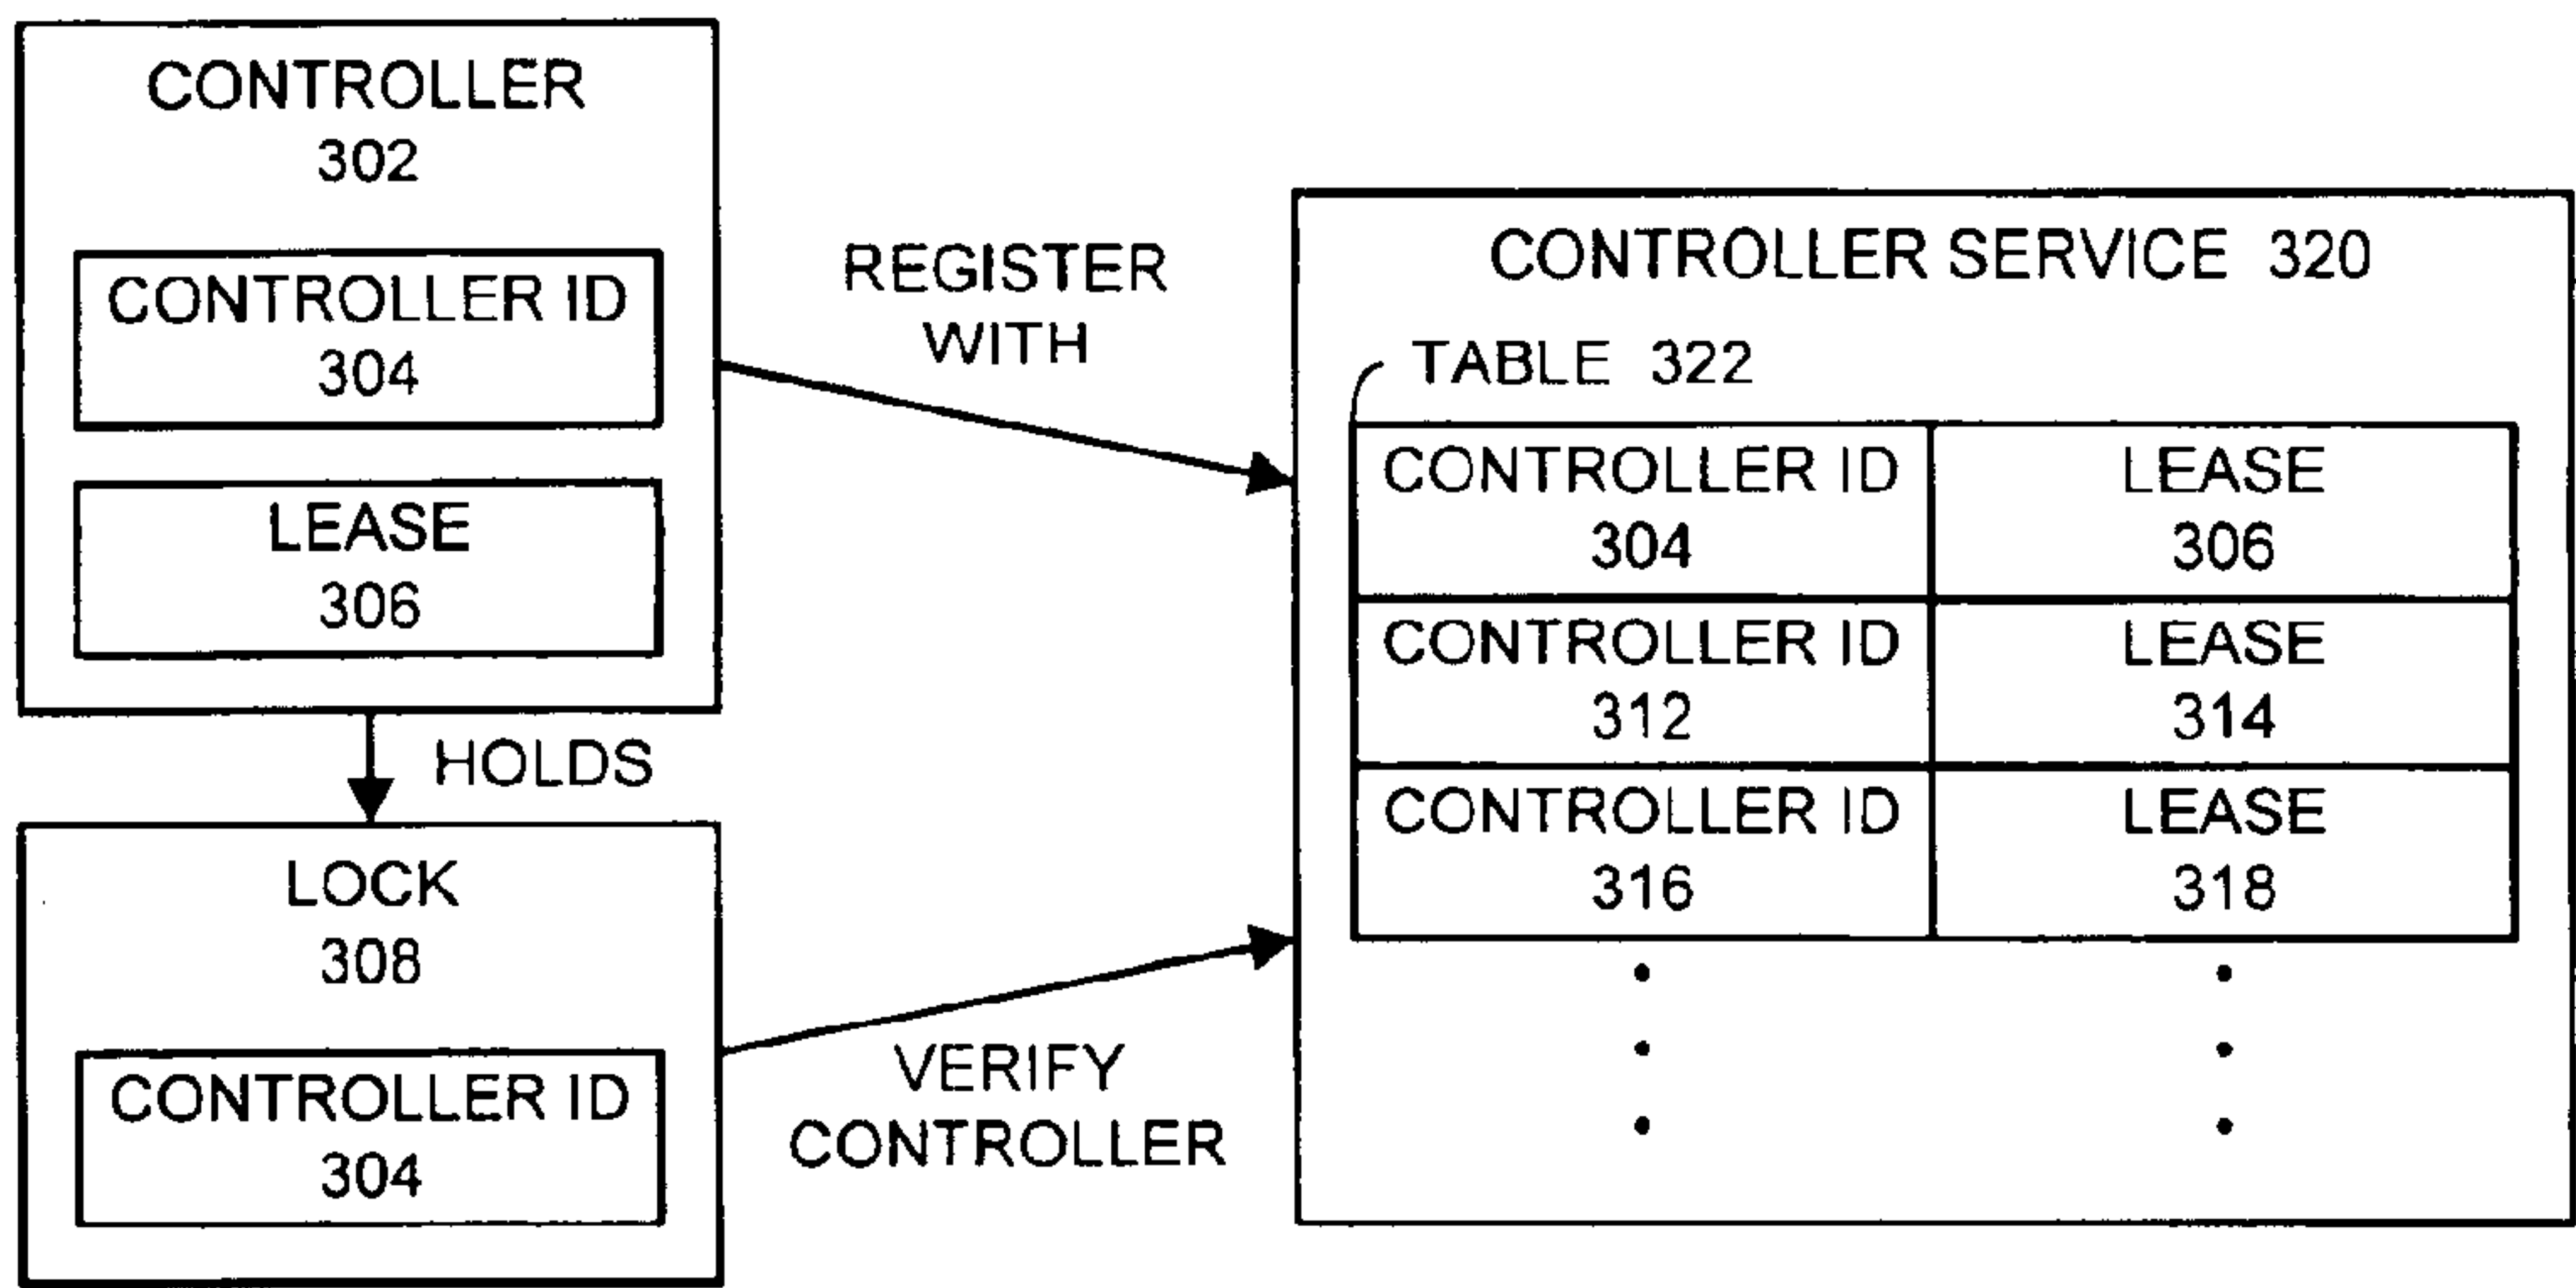 CONTROLLER
302
CONTROLLER ID
304
LEASE
306
HOLDS
LOCK
308
CONTROLLER ID
304
REGISTER
WITH
VERIFY
CONTROLLER
CONTROLLER SERVICE 320
TABLE 322
CONTROLLER ID
304
LEASE
306
CONTROLLER ID
312
LEASE
314
CONTROLLER ID
316
LEASE
318